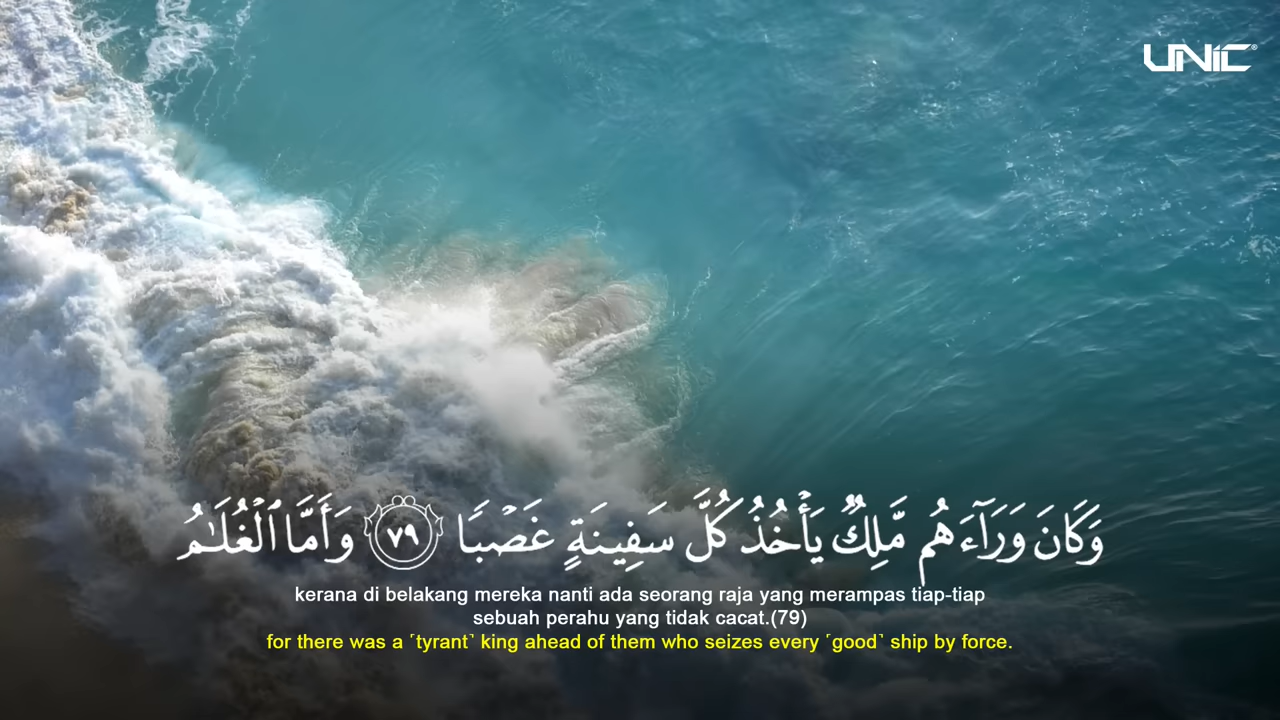 UNIC®
وَكَانَ وَرَآءَهُم مَّلِكٌ يَأْخُذُ كُلَّ سَفِينَةٍ غَصْبًا ٧٩ وَأَمَّا ٱلْغُلَـٰمُ
kerana di belakang mereka nanti ada seorang raja yang merampas tiap-tiap
sebuah perahu yang tidak cacat.(79)
for there was a ˹tyrant˺ king ahead of them who seizes every ˹good˺ ship by force.